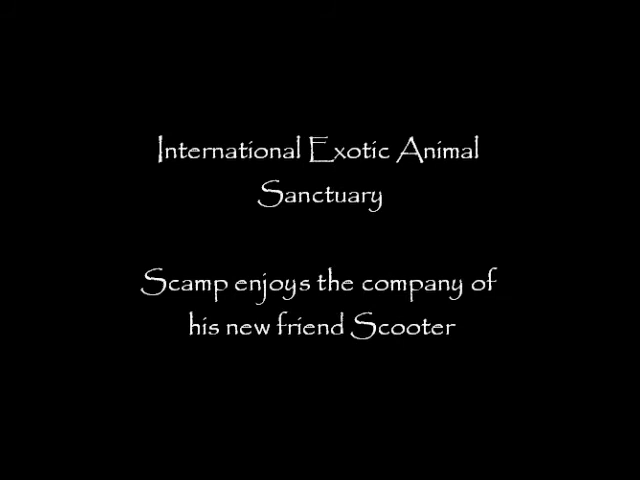 International Exotic Animal
Sanctuary
Scamp enjoys the company of
his new friend Scooter